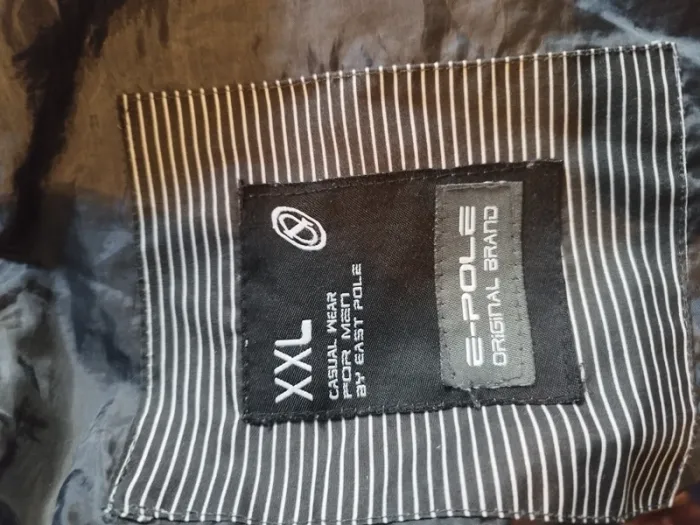 XXL
CASUAL WEAR
FOR MEN
BY EAST POLE
E-POLE
ORIGINAL BRAND